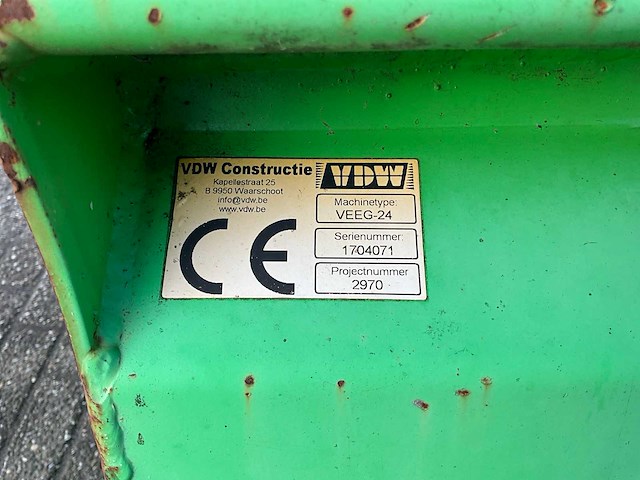 VDW Constructie
Kapellestraat 25
B 9950 Waarschoot
info@vdw.be
www.vdw.be
CE
VDW
Machinetype:
VEEG-24
Serienummer:
1704071
Projectnummer
2970